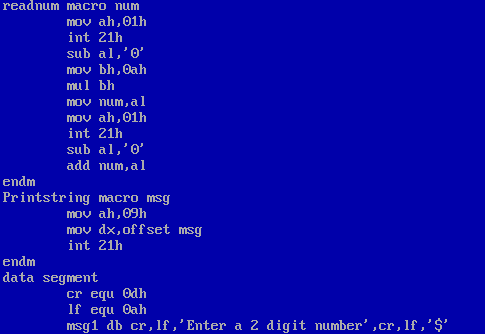 readnum macro num
mov ah,01h
int 21h
sub al,'0'
mov bh,0ah
mul bh
mov num,al
mov ah,01h
int 21h
sub al,'0'
add num,al
endm
Printstring macro msg
mov ah,09h
mov dx,offset msg
int 21h
endm
data segment
cr equ 0dh
lf equ 0ah
msg1 db cr,lf,'Enter a 2 digit number',cr,lf,'$'